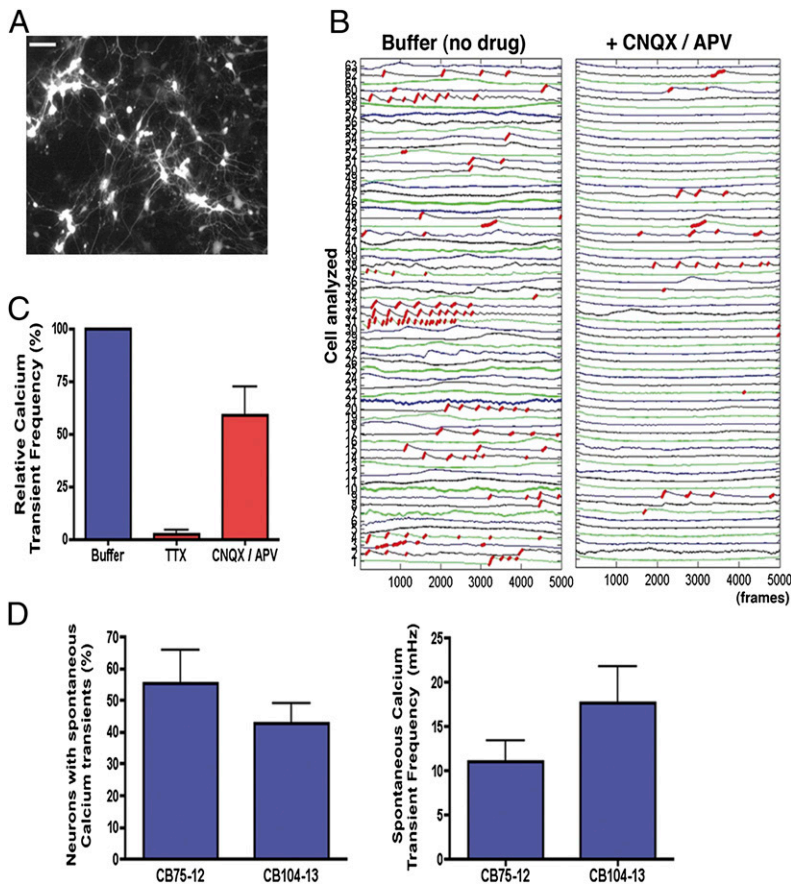 A
B
Buffer (no drug)
+ CNQX / APV
Cell analyzed
1000 2000 3000 4000 5000
1000 2000 3000 4000 5000
(frames)
C
Relative Calcium
Transient Frequency (%)
100
75
50
25
0
Buffer TTX CNQX / APV
D
Neurons with spontaneous
Calcium transients (%)
70
60
50
40
30
20
10
0
CB75-12 CB104-13
Spontaneous Calcium
Transient Frequency (mHz)
25
20
15
10
5
0
CB75-12 CB104-13